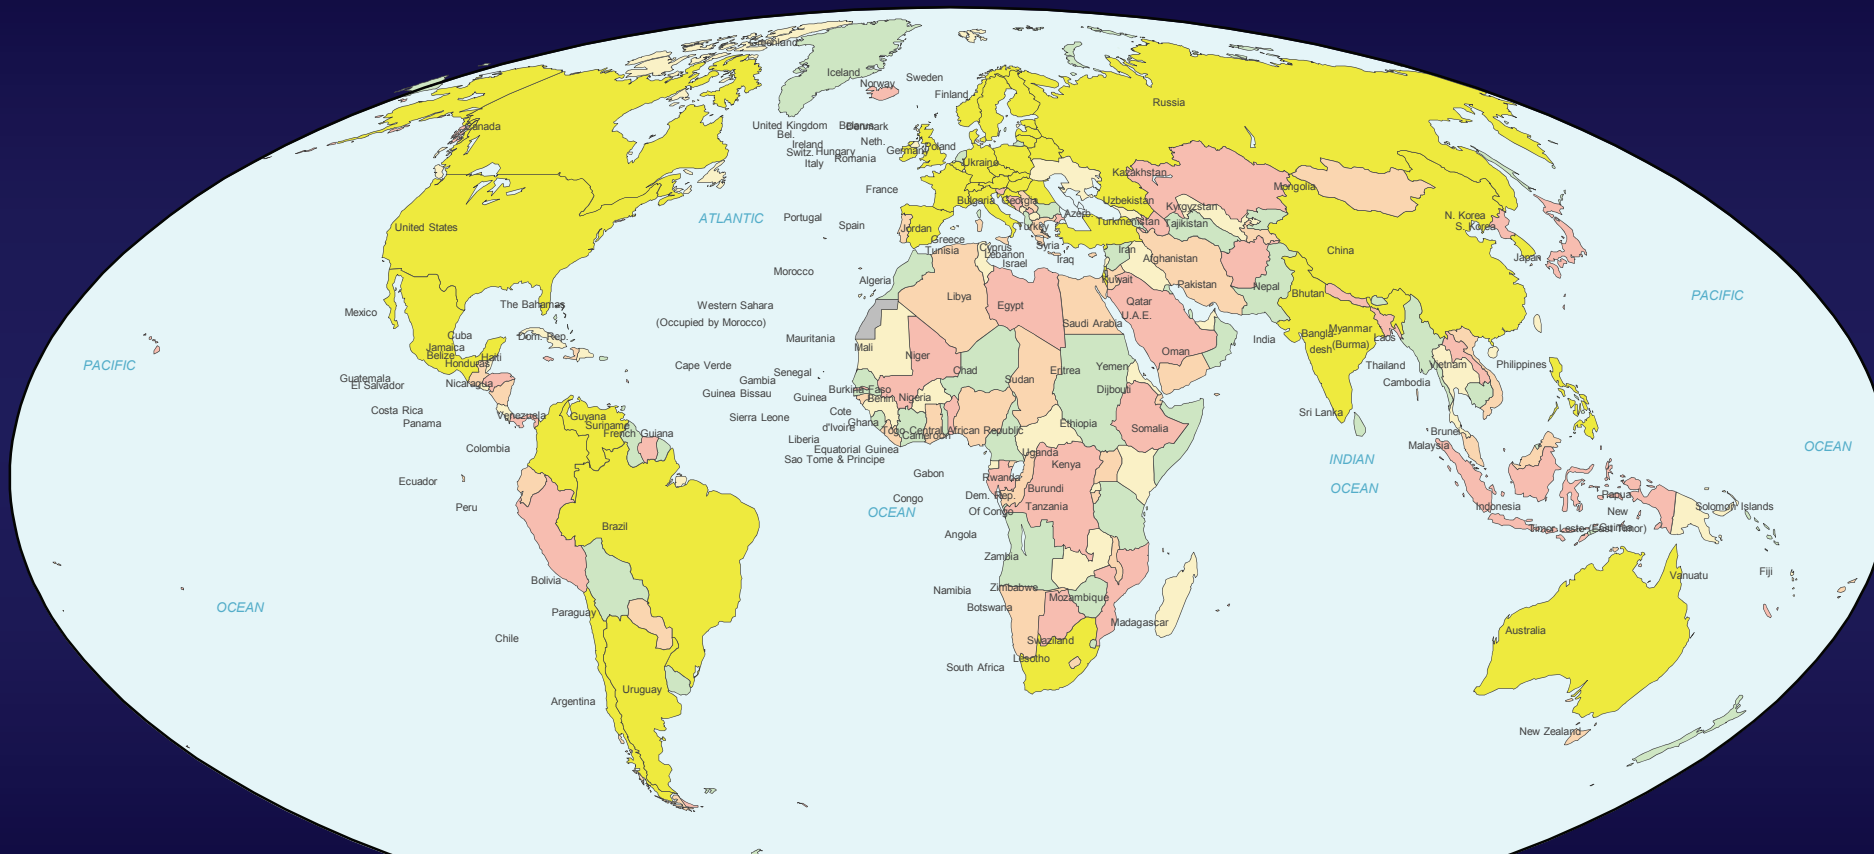 Greenland
Iceland
Norway
Sweden
Finland
Russia
Canada
United Kingdom
Belarus
Denmark
Bel.
Ireland
Neth.
Switz.
Hungary
Germany
Poland
Italy
Romania
Ukraine
Kazakhstan
Mongolia
France
Bulgaria
Georgia
Azerb.
Uzbekistan
Kyrgyzstan
N. Korea
S. Korea
United States
ATLANTIC
Portugal
Spain
Jordan
Turkey
Turkmenistan
Tajikistan
Greece
Tunisia
Cyprus
Lebanon
Israel
Syria
Iraq
Iran
Afghanistan
China
Japan
Morocco
Algeria
Kuwait
Pakistan
Nepal
Bhutan
PACIFIC
Mexico
The Bahamas
Western Sahara
(Occupied by Morocco)
Libya
Egypt
Saudi Arabia
Qatar
U.A.E.
Cuba
Dom. Rep.
Jamaica
Belize
Haiti
Honduras
Mauritania
Mali
Niger
Oman
India
Bangla-
desh
Myanmar
(Burma)
Laos
PACIFIC
Guatemala
El Salvador
Nicaragua
Cape Verde
Senegal
Gambia
Guinea Bissau
Guinea
Burkina Faso
Benin
Nigeria
Chad
Sudan
Eritrea
Yemen
Djibouti
Thailand
Cambodia
Vietnam
Philippines
Costa Rica
Panama
Venezuela
Guyana
Suriname
French Guiana
Sierra Leone
Cote
d'Ivoire
Ghana
Togo
Central African Republic
Cameroon
Ethiopia
Somalia
Sri Lanka
Colombia
Liberia
Equatorial Guinea
Sao Tome & Principe
Uganda
Kenya
Brunei
Malaysia
OCEAN
INDIAN
OCEAN
Ecuador
Peru
Gabon
Congo
Rwanda
Burundi
Dem. Rep.
Of Congo
Tanzania
OCEAN
Indonesia
Papua
New
Guinea
Timor Leste (East Timor)
Solomon Islands
Brazil
Angola
Zambia
Bolivia
Namibia
Zimbabwe
Botswana
Mozambique
Madagascar
Vanuatu
Fiji
OCEAN
Paraguay
Chile
Swaziland
Lesotho
South Africa
Australia
Uruguay
Argentina
New Zealand